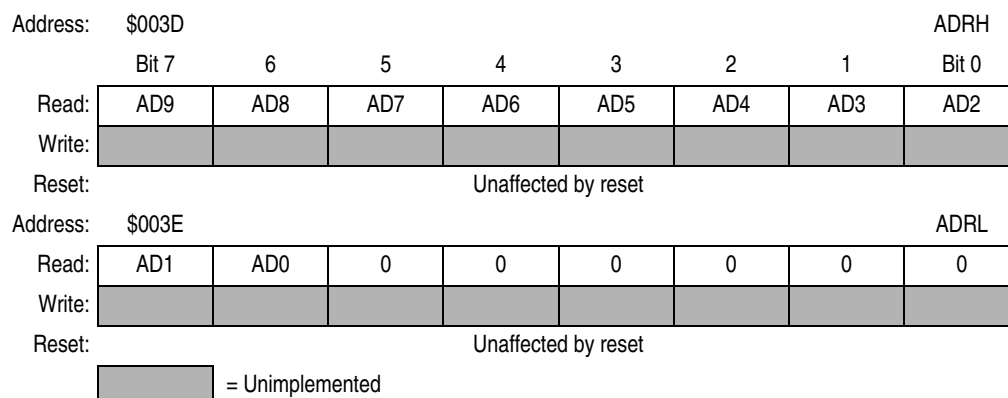 Address: $003D ADRH
Bit 7 6 5 4 3 2 1 Bit 0
Read: AD9 AD8 AD7 AD6 AD5 AD4 AD3 AD2
Write:
Reset: Unaffected by reset
Address: $003E ADRL
Read: AD1 AD0 0 0 0 0 0 0
Write:
Reset: Unaffected by reset
= Unimplemented